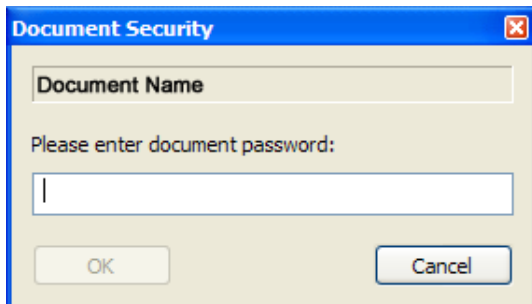 Document Security
Document Name
Please enter document password:
OK
Cancel